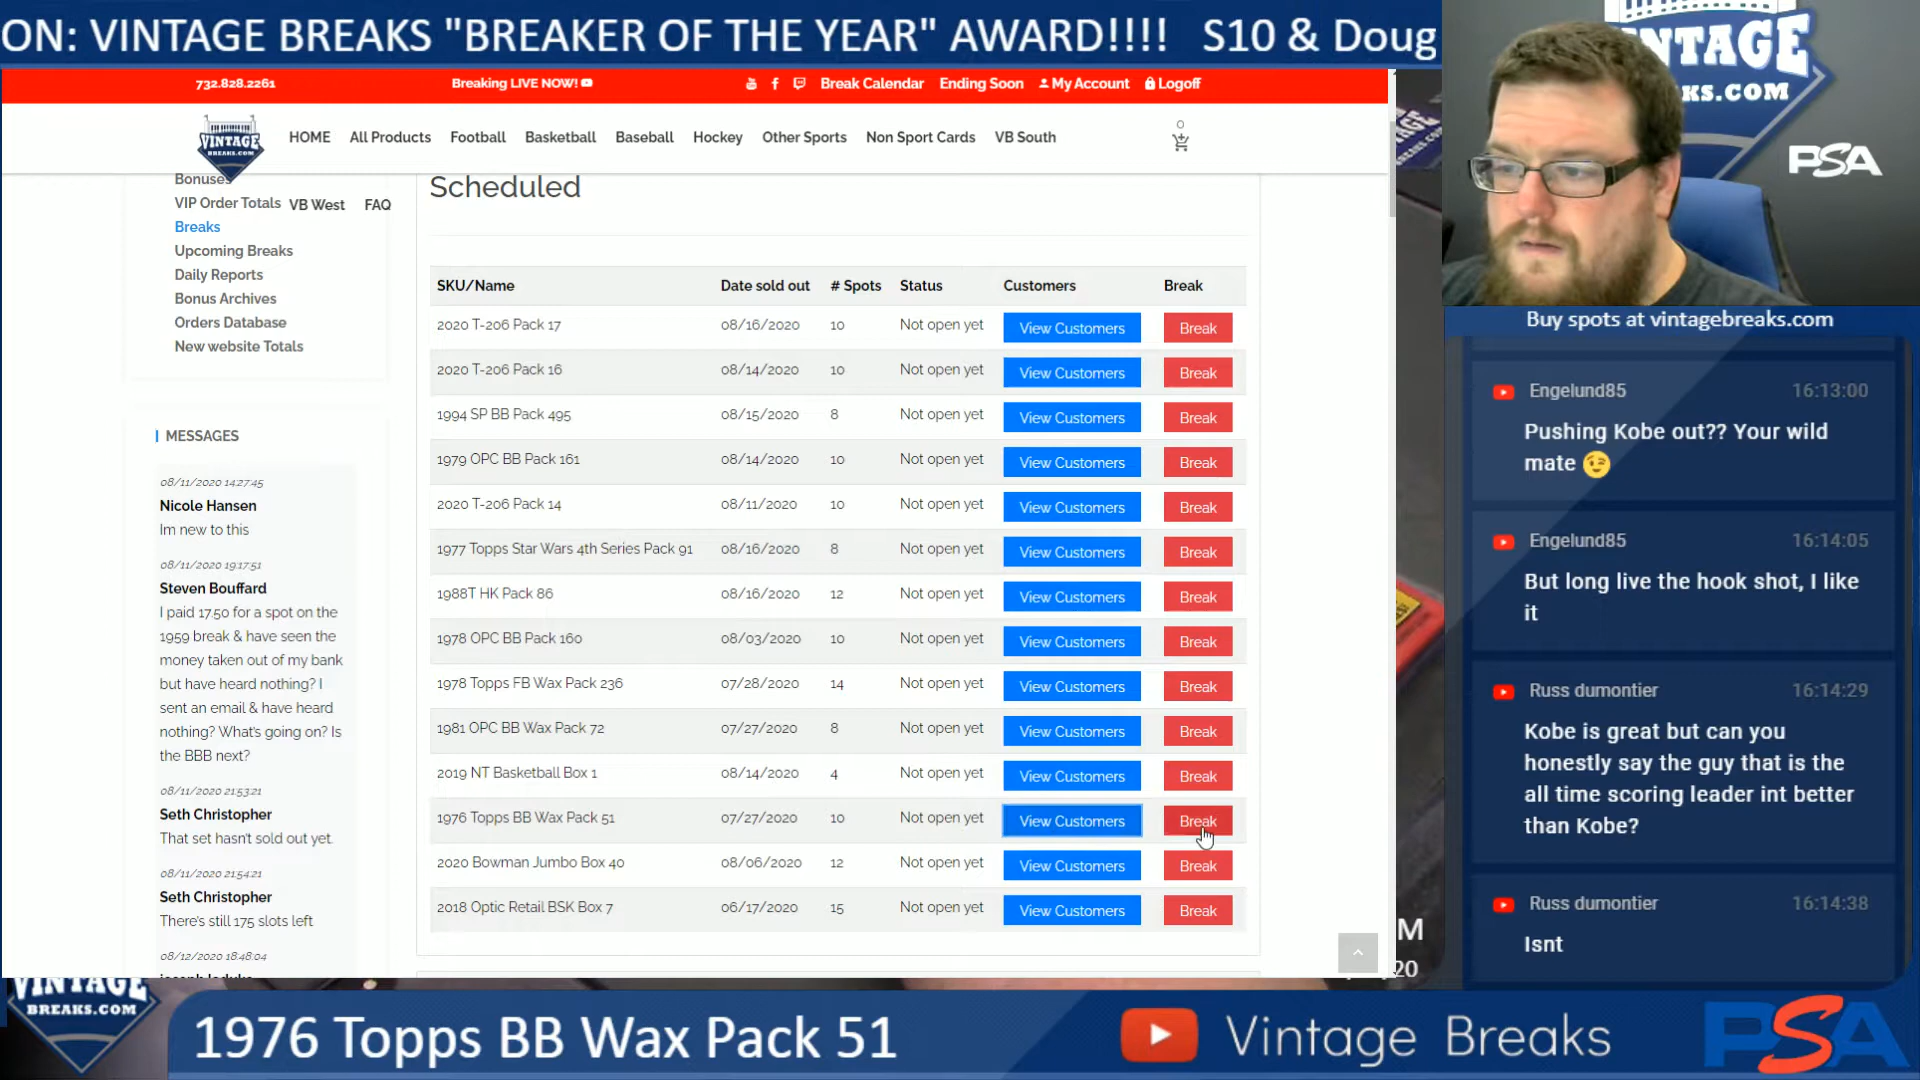 ON: VINTAGE BREAKS "BREAKER OF THE YEAR" AWARD!!!! S10 & Doug
732.828.2261 Breaking LIVE NOW! Break Calendar Ending Soon My Account Logoff
VINTAGE BREAKS.COM HOME All Products Football Basketball Baseball Hockey Other Sports Non Sport Cards VB South 0
VB West FAQ
Bonuses
VIP Order Totals
Breaks
Upcoming Breaks
Daily Reports
Bonus Archives
Orders Database
New website Totals
MESSAGES
08/11/2020 14:27:45
Nicole Hansen
Im new to this
08/11/2020 19:17:51
Steven Bouffard
I paid 17.50 for a spot on the
1959 break & have seen the
money taken out of my bank
but have heard nothing? I
sent an email & have heard
nothing? What's going on? Is
the BBB next?
08/11/2020 21:53:21
Seth Christopher
That set hasn't sold out yet.
08/11/2020 21:54:21
Seth Christopher
There's still 175 slots left
08/12/2020 18:48:04
Scheduled
SKU/Name Date sold out # Spots Status Customers Break
2020 T-206 Pack 17 08/16/2020 10 Not open yet View Customers Break
2020 T-206 Pack 16 08/14/2020 10 Not open yet View Customers Break
1994 SP BB Pack 495 08/15/2020 8 Not open yet View Customers Break
1979 OPC BB Pack 161 08/14/2020 10 Not open yet View Customers Break
2020 T-206 Pack 14 08/11/2020 10 Not open yet View Customers Break
1977 Topps Star Wars 4th Series Pack 91 08/16/2020 8 Not open yet View Customers Break
1988T HK Pack 86 08/16/2020 12 Not open yet View Customers Break
1978 OPC BB Pack 160 08/03/2020 10 Not open yet View Customers Break
1978 Topps FB Wax Pack 236 07/28/2020 14 Not open yet View Customers Break
1981 OPC BB Wax Pack 72 07/27/2020 8 Not open yet View Customers Break
2019 NT Basketball Box 1 08/14/2020 4 Not open yet View Customers Break
1976 Topps BB Wax Pack 51 07/27/2020 10 Not open yet View Customers Break
2020 Bowman Jumbo Box 40 08/06/2020 12 Not open yet View Customers Break
2018 Optic Retail BSK Box 7 06/17/2020 15 Not open yet View Customers Break
M
20
NTAGE
KS.COM
PSA
Buy spots at vintagebreaks.com
Engelund85 16:13:00
Pushing Kobe out?? Your wild
mate 😉
Engelund85 16:14:05
But long live the hook shot, I like
it
Russ dumontier 16:14:29
Kobe is great but can you
honestly say the guy that is the
all time scoring leader int better
than Kobe?
Russ dumontier 16:14:38
Isnt
VINTAGE
BREAKS.COM
1976 Topps BB Wax Pack 51
Vintage Breaks
PSA